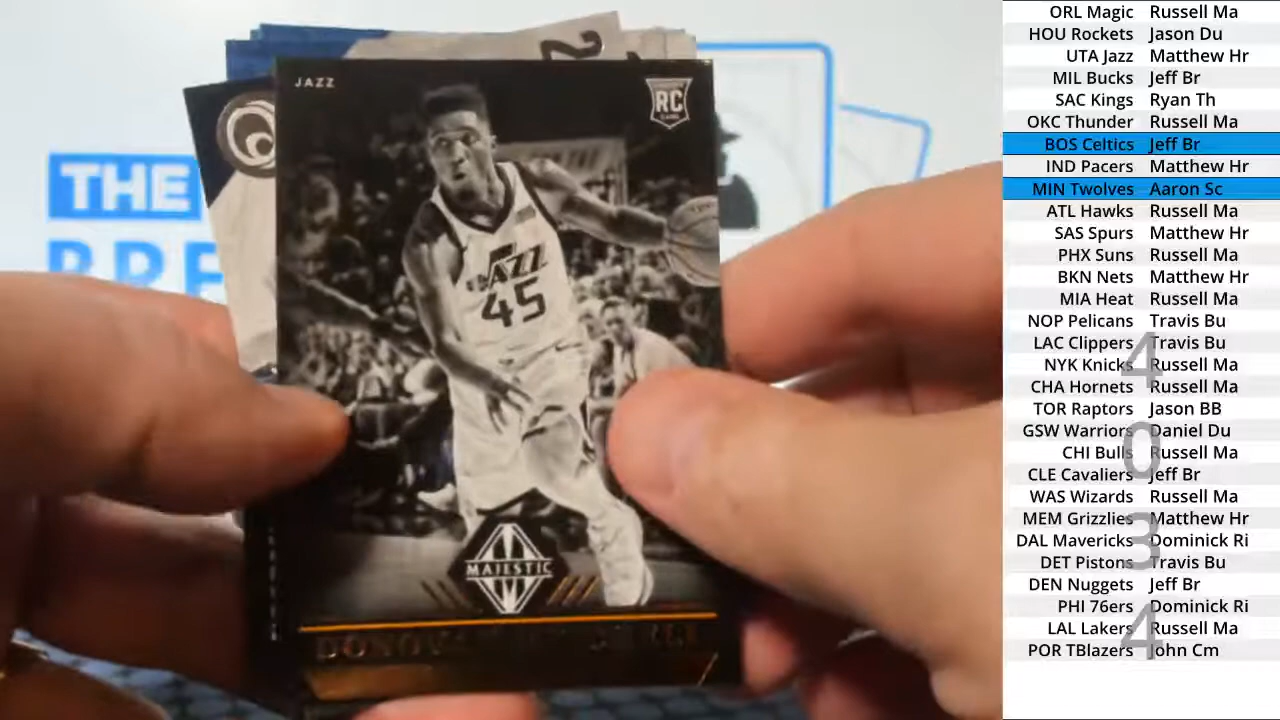 THE
BRE
JAZZ
RC
JAZZ
45
MAJESTIC
ORL Magic Russell Ma
HOU Rockets Jason Du
UTA Jazz Matthew Hr
MIL Bucks Jeff Br
SAC Kings Ryan Th
OKC Thunder Russell Ma
BOS Celtics Jeff Br
IND Pacers Matthew Hr
MIN Twolves Aaron Sc
ATL Hawks Russell Ma
SAS Spurs Matthew Hr
PHX Suns Russell Ma
BKN Nets Matthew Hr
MIA Heat Russell Ma
NOP Pelicans Travis Bu
LAC Clippers Travis Bu
NYK Knicks Russell Ma
CHA Hornets Russell Ma
TOR Raptors Jason BB
GSW Warriors Daniel Du
CHI Bulls Russell Ma
CLE Cavaliers Jeff Br
WAS Wizards Russell Ma
MEM Grizzlies Matthew Hr
DAL Mavericks Dominick Ri
DET Pistons Travis Bu
DEN Nuggets Jeff Br
PHI 76ers Dominick Ri
LAL Lakers Russell Ma
POR TBlazers John Cm
4
0
3
4